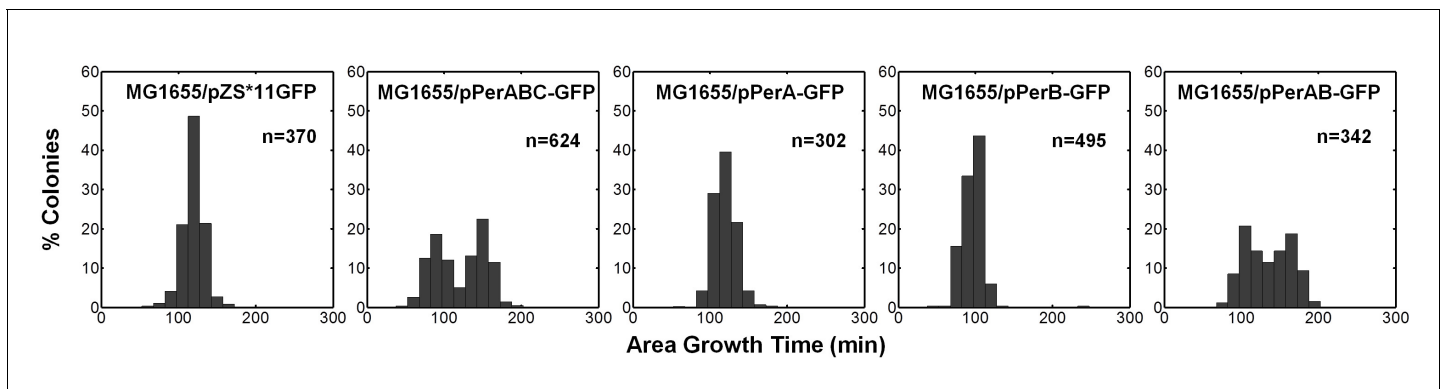 % Colonies
60 50 40 30 20 10 0
MG1655/pZS*11GFP
n=370
0 100 200 300
60 50 40 30 20 10 0
MG1655/pPerABC-GFP
n=624
0 100 200 300
60 50 40 30 20 10 0
MG1655/pPerA-GFP
n=302
0 100 200 300
60 50 40 30 20 10 0
MG1655/pPerB-GFP
n=495
0 100 200 300
60 50 40 30 20 10 0
MG1655/pPerAB-GFP
n=342
0 100 200 300
Area Growth Time (min)